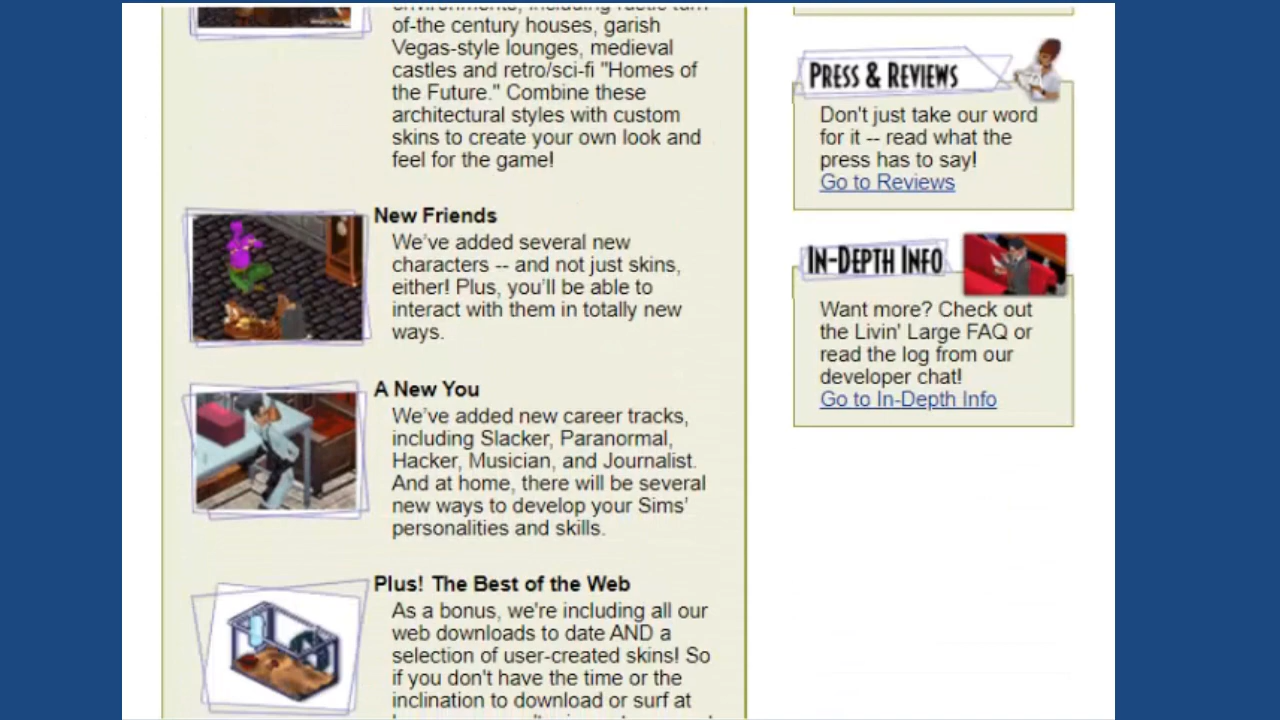 of-the century houses, garish
Vegas-style lounges, medieval
castles and retro/sci-fi "Homes of
the Future." Combine these
architectural styles with custom
skins to create your own look and
feel for the game!
New Friends
We've added several new
characters -- and not just skins,
either! Plus, you'll be able to
interact with them in totally new
ways.
A New You
We've added new career tracks,
including Slacker, Paranormal,
Hacker, Musician, and Journalist.
And at home, there will be several
new ways to develop your Sims'
personalities and skills.
Plus! The Best of the Web
As a bonus, we're including all our
web downloads to date AND a
selection of user-created skins! So
if you don't have the time or the
inclination to download or surf at
PRESS & REVIEWS
Don't just take our word
for it -- read what the
press has to say!
Go to Reviews
IN-DEPTH INFO
Want more? Check out
the Livin' Large FAQ or
read the log from our
developer chat!
Go to In-Depth Info